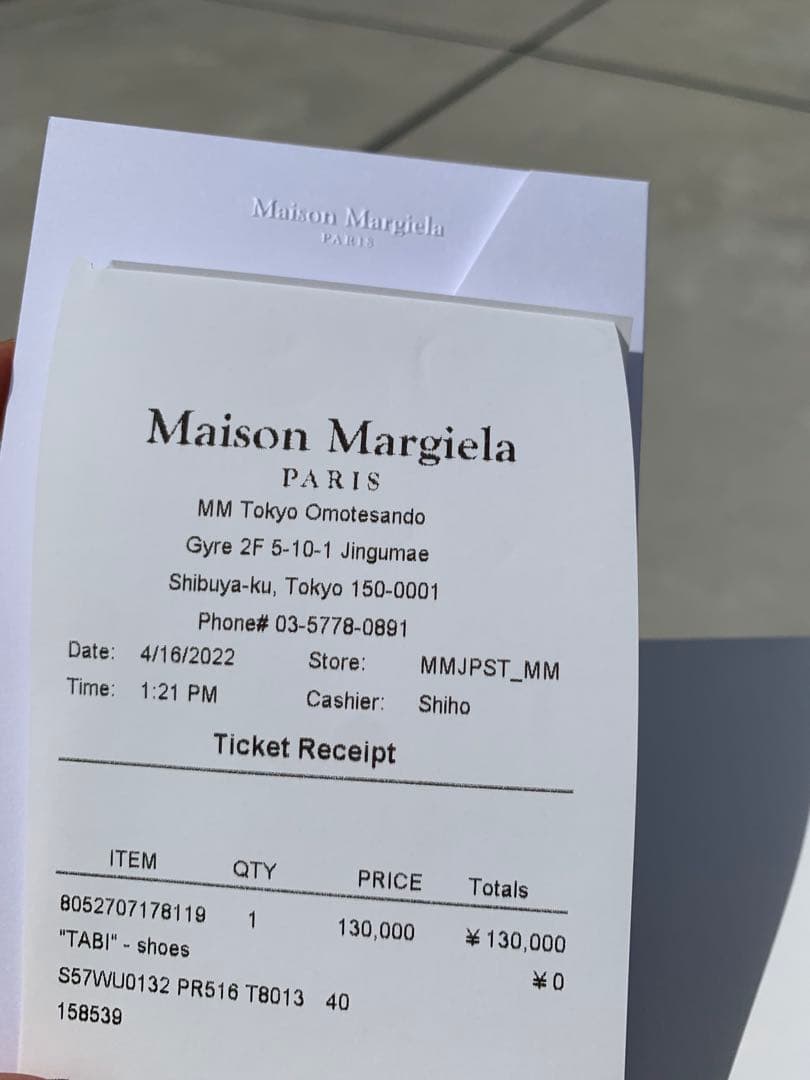 Maison Margiela
PARIS
Maison Margiela
PARIS
MM Tokyo Omotesando
Gyre 2F 5-10-1 Jingumae
Shibuya-ku, Tokyo 150-0001
Phone# 03-5778-0891
Date: 4/16/2022 Store: MMJPST_MM
Time: 1:21 PM Cashier: Shiho
Ticket Receipt
ITEM QTY PRICE Totals
8052707178119 1 130,000 ¥ 130,000
"TABI" - shoes ¥ 0
S57WU0132 PR516 T8013 40
158539